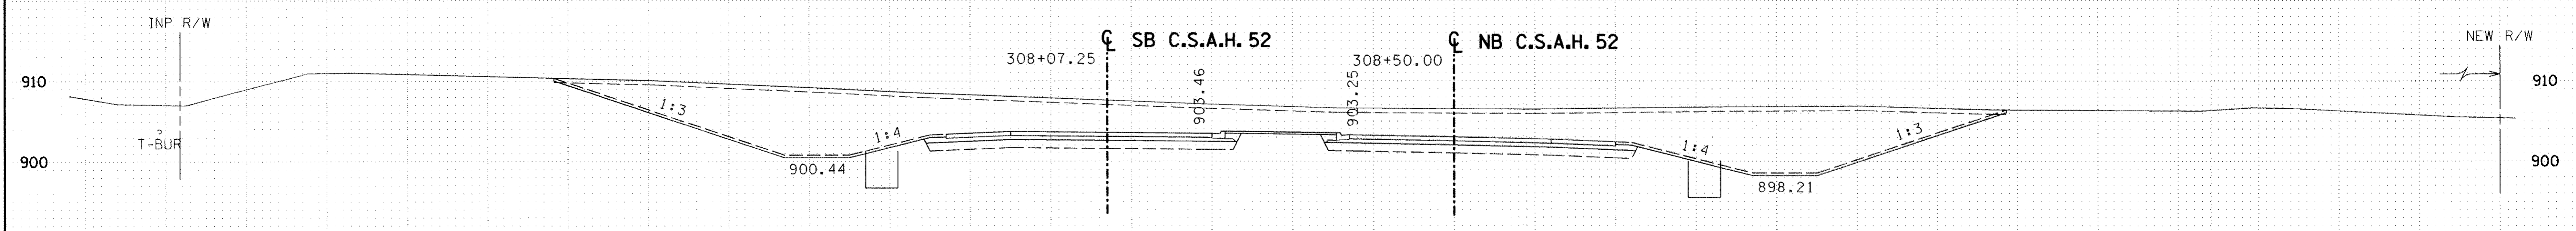 INP R/W
℄ SB C.S.A.H. 52
℄ NB C.S.A.H. 52
NEW R/W
308+07.25
308+50.00
910
910
903.46
903.25
1:3
1:4
1:4
1:3
T-BUR
900
900
900.44
898.21